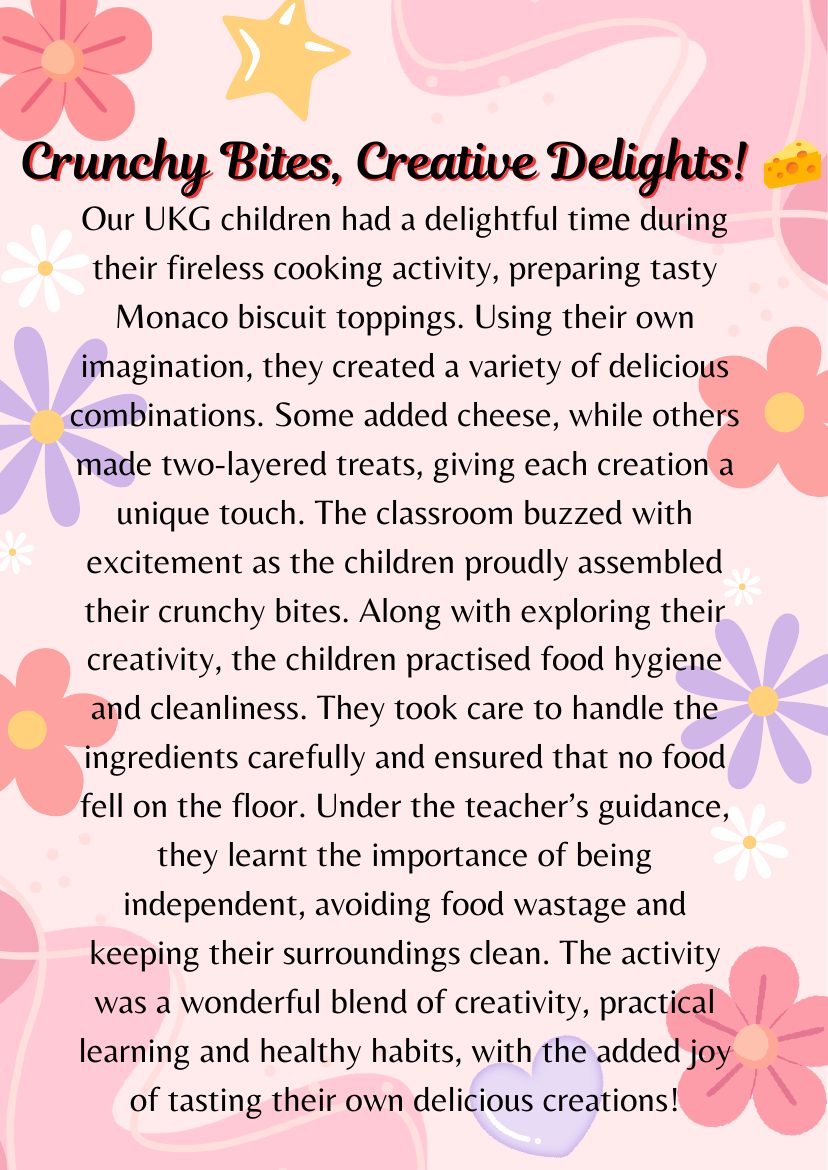 Crunchy Bites, Creative Delights! 🧀
Our UKG children had a delightful time during
their fireless cooking activity, preparing tasty
Monaco biscuit toppings. Using their own
imagination, they created a variety of delicious
combinations. Some added cheese, while others
made two-layered treats, giving each creation a
unique touch. The classroom buzzed with
excitement as the children proudly assembled
their crunchy bites. Along with exploring their
creativity, the children practised food hygiene
and cleanliness. They took care to handle the
ingredients carefully and ensured that no food
fell on the floor. Under the teacher’s guidance,
they learnt the importance of being
independent, avoiding food wastage and
keeping their surroundings clean. The activity
was a wonderful blend of creativity, practical
learning and healthy habits, with the added joy
of tasting their own delicious creations!